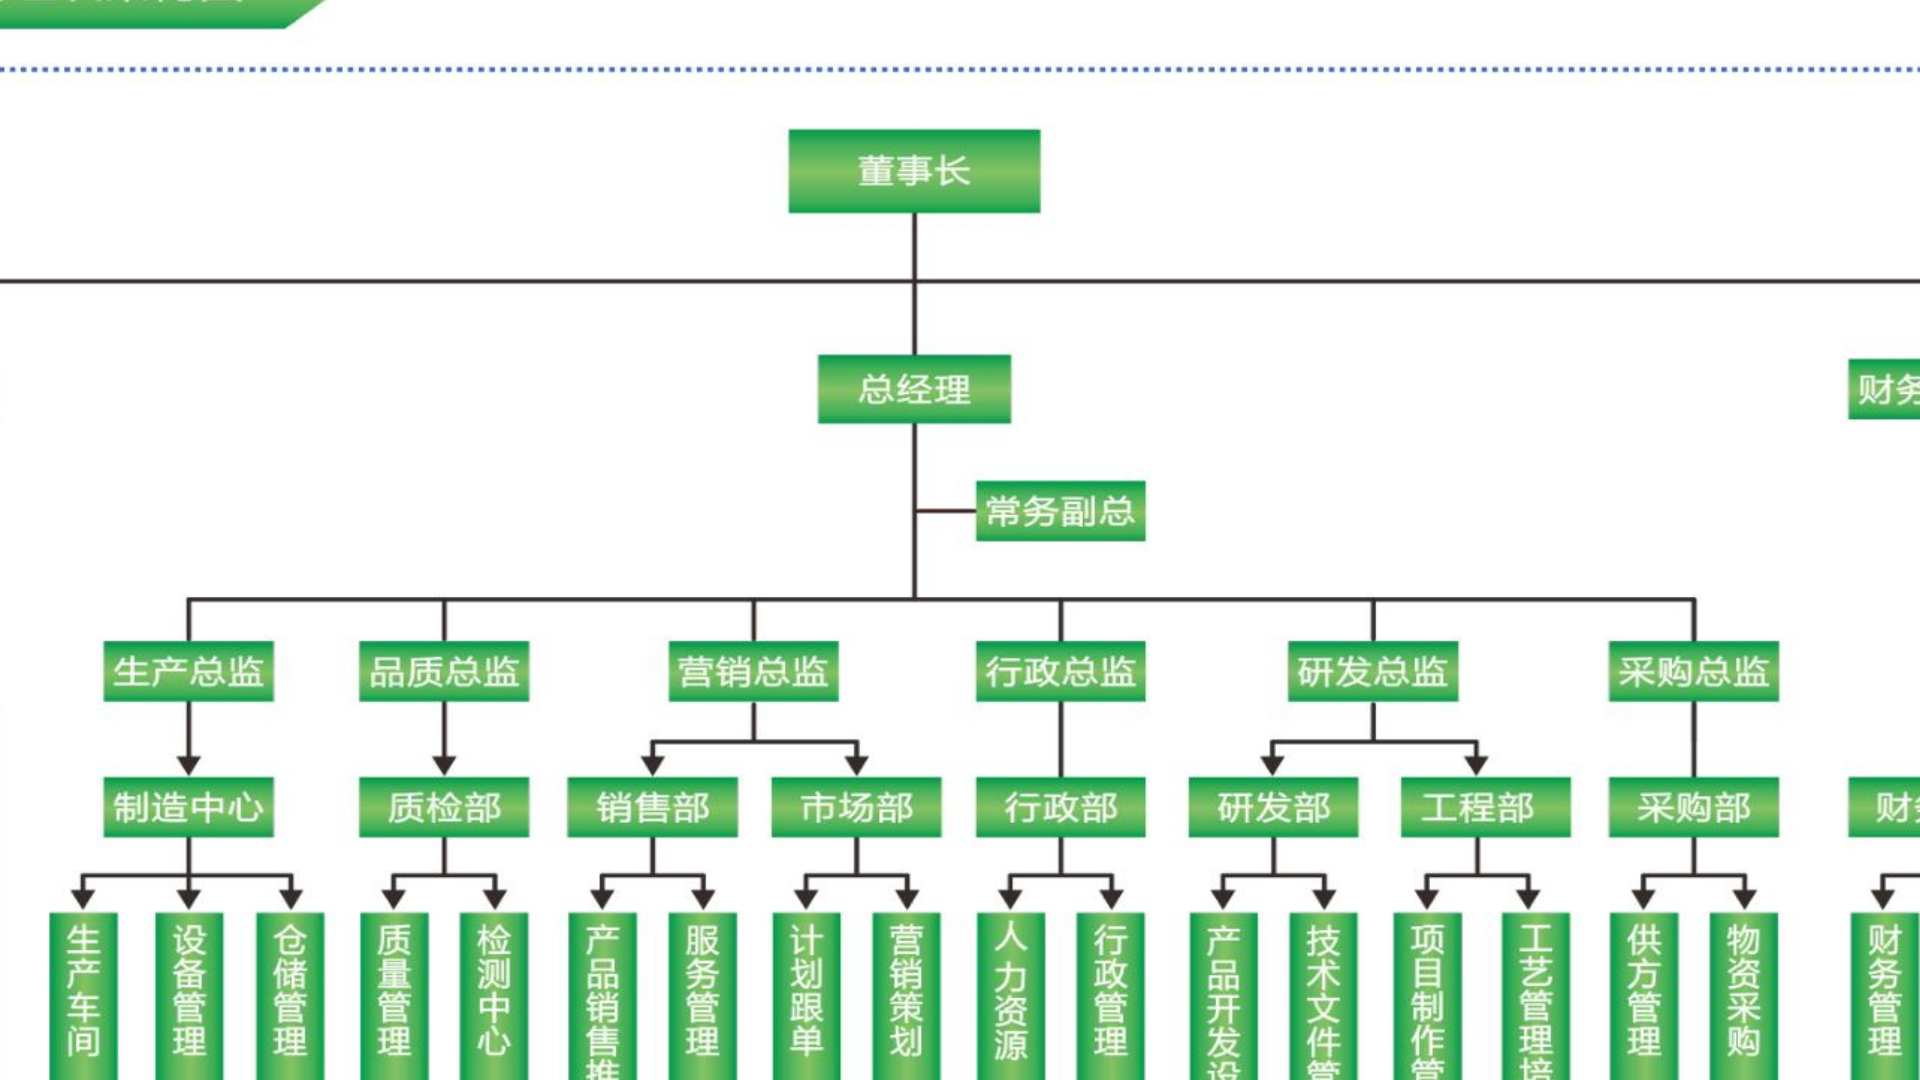 董事长
总经理
财务
常务副总
生产总监
品质总监
营销总监
行政总监
研发总监
采购总监
制造中心
质检部
销售部
市场部
行政部
研发部
工程部
采购部
财
生产车间
设备管理
仓储管理
质量管理
检测中心
产品销售推
服务管理
计划跟单
营销策划
人力资源
行政管理
产品开发设
技术文件管
项目制作管
工艺管理培
供方管理
物资采购
财务管理